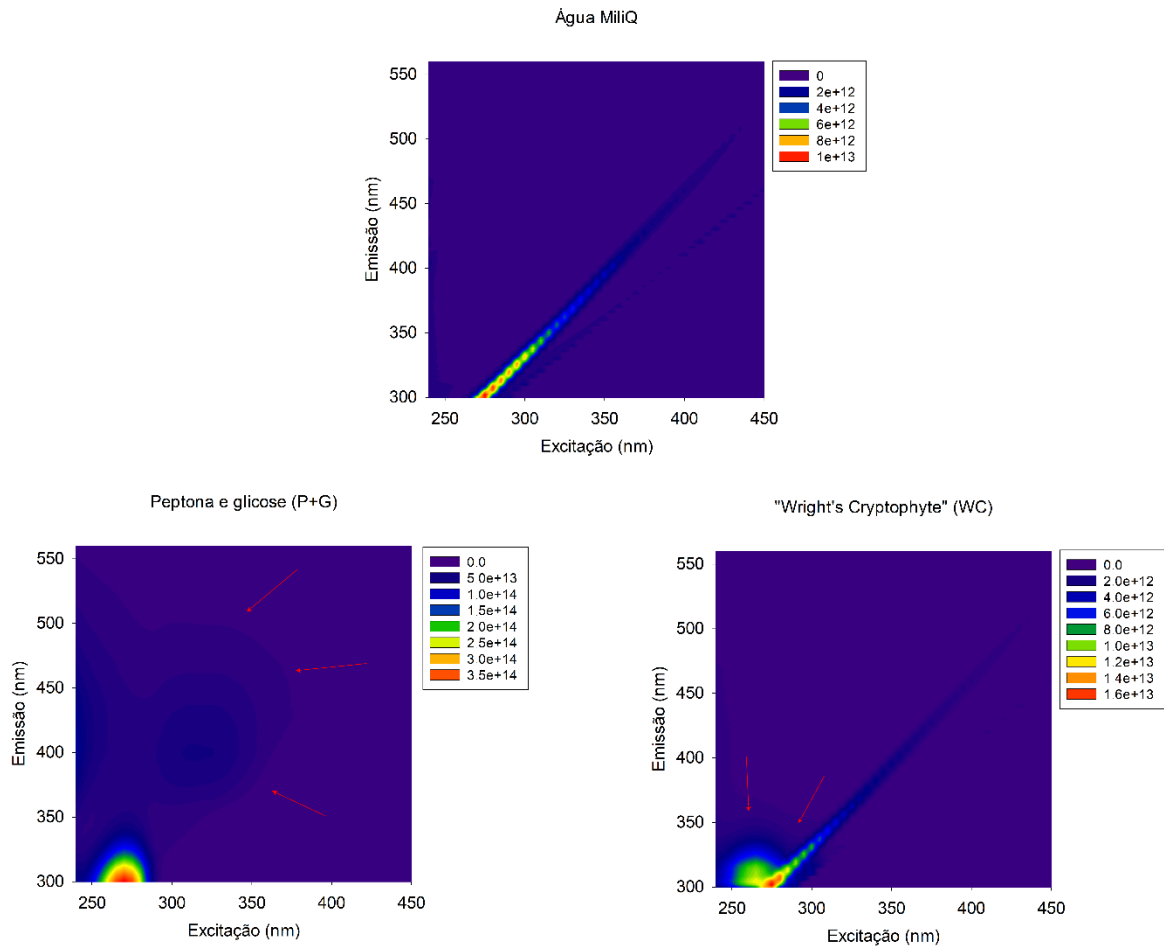 Água MiliQ
550
500
450
400
350
300
Emissão (nm)
250 300 350 400 450
Excitação (nm)
0
2e+12
4e+12
6e+12
8e+12
1e+13
Peptona e glicose (P+G)
550
500
450
400
350
300
Emissão (nm)
250 300 350 400 450
Excitação (nm)
0.0
5.0e+13
1.0e+14
1.5e+14
2.0e+14
2.5e+14
3.0e+14
3.5e+14
"Wright's Cryptophyte" (WC)
550
500
450
400
350
300
Emissão (nm)
250 300 350 400 450
Excitação (nm)
0.0
2.0e+12
4.0e+12
6.0e+12
8.0e+12
1.0e+13
1.2e+13
1.4e+13
1.6e+13